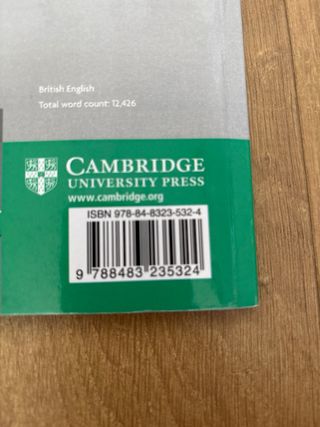 British English
Total word count: 12,426
CAMBRIDGE
UNIVERSITY PRESS
www.cambridge.org
ISBN 978-84-8323-532-4
9 788483 235324